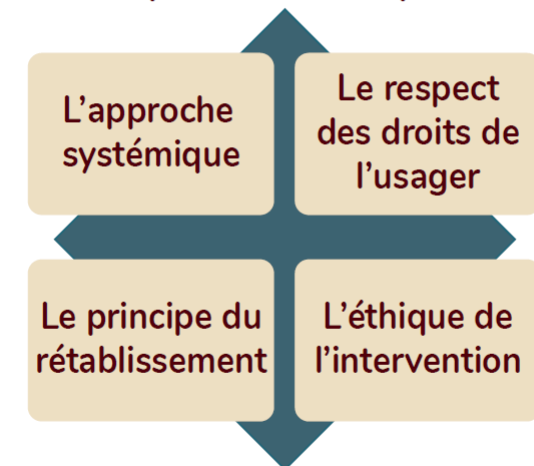 L'approche
systémique
Le respect
des droits de
l'usager
Le principe du
rétablissement
L'éthique de
l'intervention